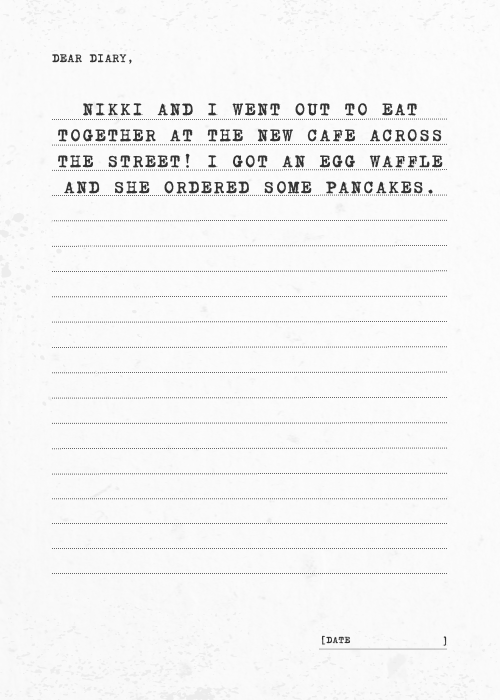 DEAR DIARY,
NIKKI AND I WENT OUT TO EAT
TOGETHER AT THE NEW CAFE ACROSS
THE STREET! I GOT AN EGG WAFFLE
AND SHE ORDERED SOME PANCAKES.
[DATE ]